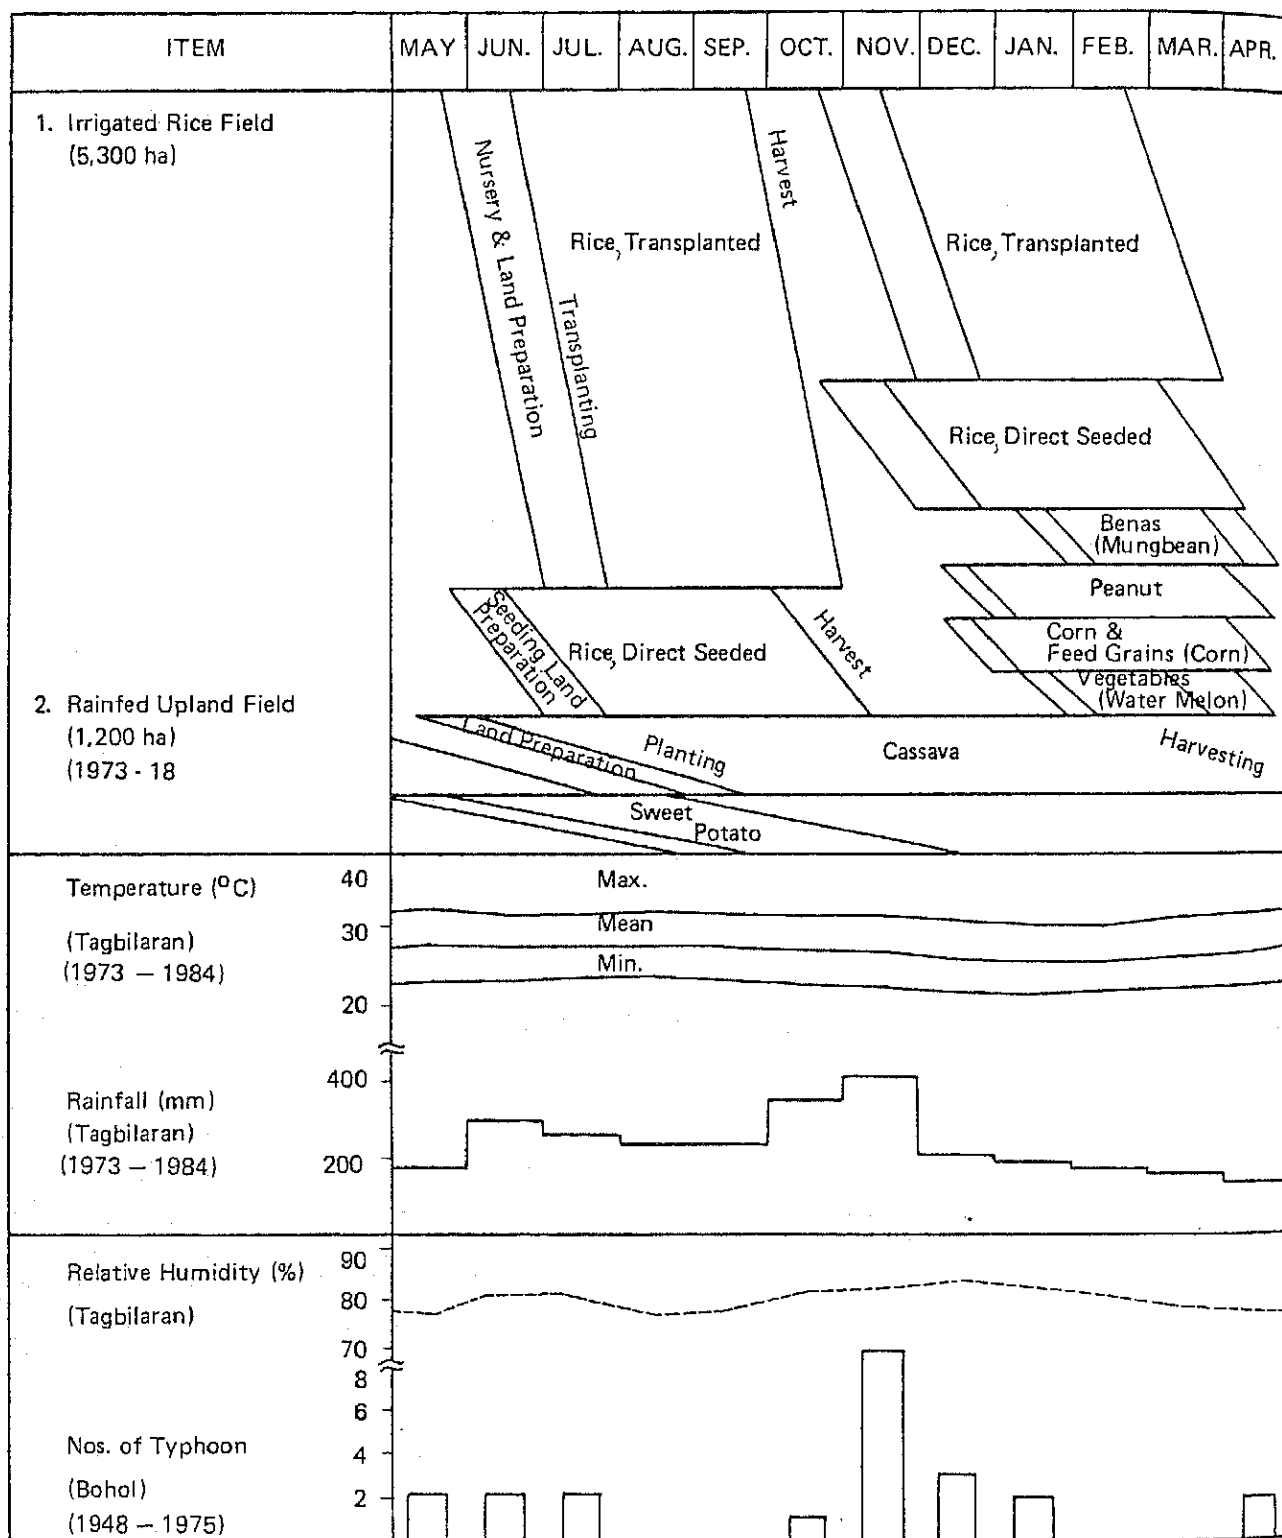 ITEM MAY JUN. JUL. AUG. SEP. OCT. NOV. DEC. JAN. FEB. MAR. APR.
1. Irrigated Rice Field
(5,300 ha)
Nursery & Land Preparation
Transplanting
Rice, Transplanted
Harvest
Rice, Transplanted
Rice, Direct Seeded
Benas
(Mungbean)
Peanut
Corn &
Feed Grains (Corn)
Vegetables
(Water Melon)
Seeding Land
Preparation
Rice, Direct Seeded
Harvest
2. Rainfed Upland Field
(1,200 ha)
(1973 - 18
Land Preparation
Planting
Cassava
Harvesting
Sweet
Potato
Temperature (°C)
(Tagbilaran)
(1973 – 1984)
40
30
20
Max.
Mean
Min.
Rainfall (mm)
(Tagbilaran)
(1973 – 1984)
400
200
Relative Humidity (%)
(Tagbilaran)
90
80
70
Nos. of Typhoon
(Bohol)
(1948 – 1975)
8
6
4
2